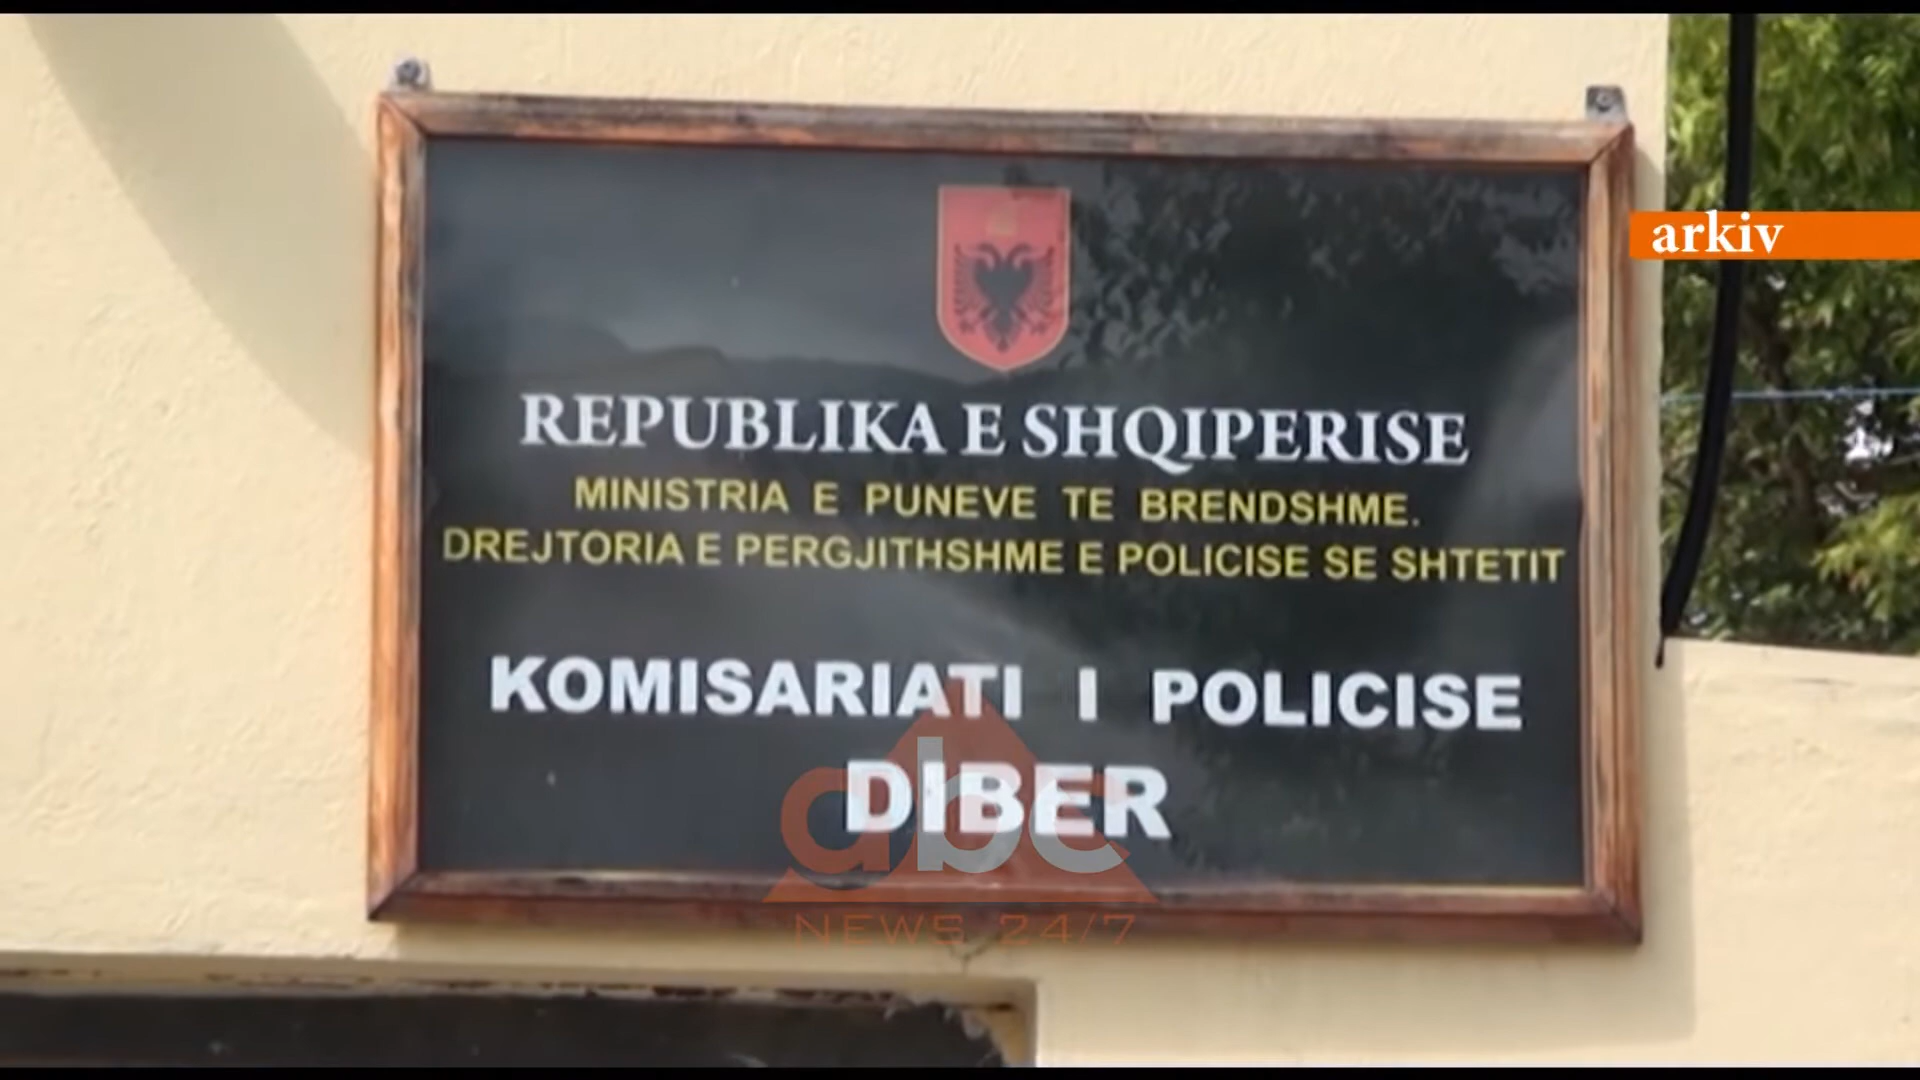 arkiv
REPUBLIKA E SHQIPERISE
MINISTRIA E PUNEVE TE BRENDSHME.
DREJTORIA E PERGJITHSHME E POLICISE SE SHTETIT
KOMISARIATI I POLICISE
DIBER
abc
NEWS 24/7